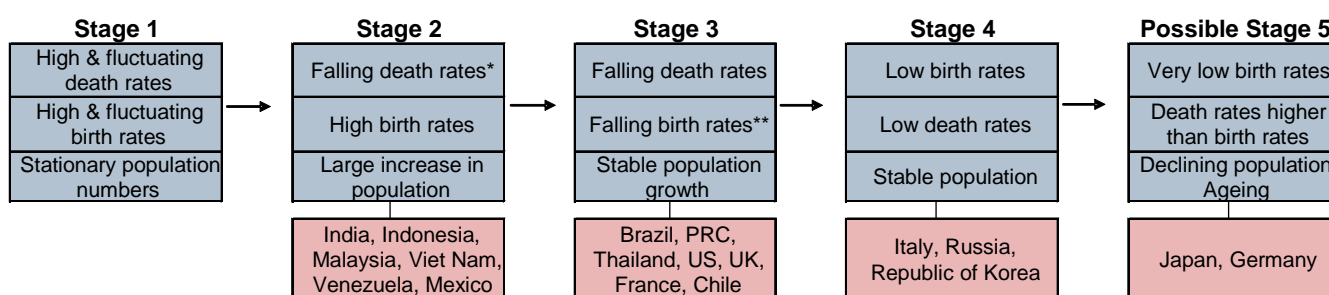 Stage 1
High & fluctuating
death rates
High & fluctuating
birth rates
Stationary population
numbers
Stage 2
Falling death rates*
High birth rates
Large increase in
population
India, Indonesia,
Malaysia, Viet Nam,
Venezuela, Mexico
Stage 3
Falling death rates
Falling birth rates**
Stable population
growth
Brazil, PRC,
Thailand, US, UK,
France, Chile
Stage 4
Low birth rates
Low death rates
Stable population
Italy, Russia,
Republic of Korea
Possible Stage 5
Very low birth rates
Death rates higher
than birth rates
Declining population
Ageing
Japan, Germany